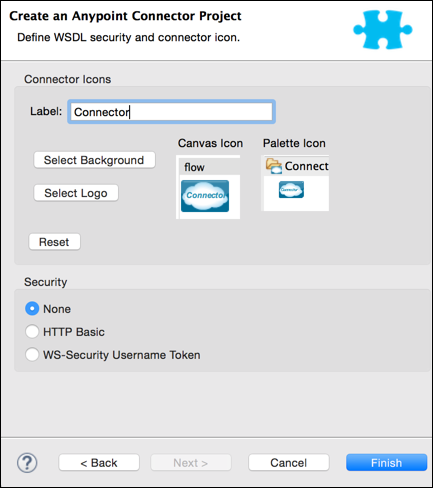 Create an Anypoint Connector Project
Define WSDL security and connector icon.
Connector Icons
Label: Connector
Canvas Icon Palette Icon
Select Background
flow
Connect
Connector
Connector
Select Logo
Reset
Security
None
HTTP Basic
WS-Security Username Token
? < Back Next > Cancel Finish